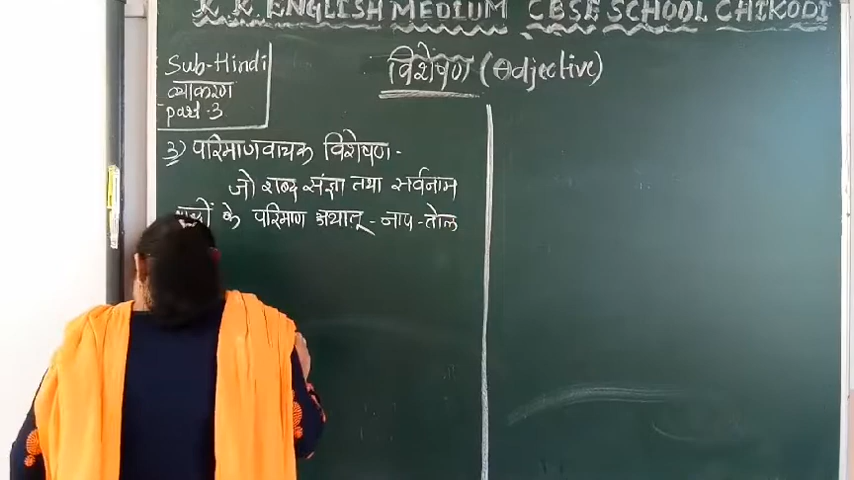 K. K. ENGLISH MEDIUM CBSE SCHOOL CHIKODI
Sub-Hindi
व्याकरण
part-3
विशेषण (Adjective)
3) परिमाणवाचक विशेषण -
जो शब्द संज्ञा तथा सर्वनाम
के परिमाण अर्थात् - नाप-तोल